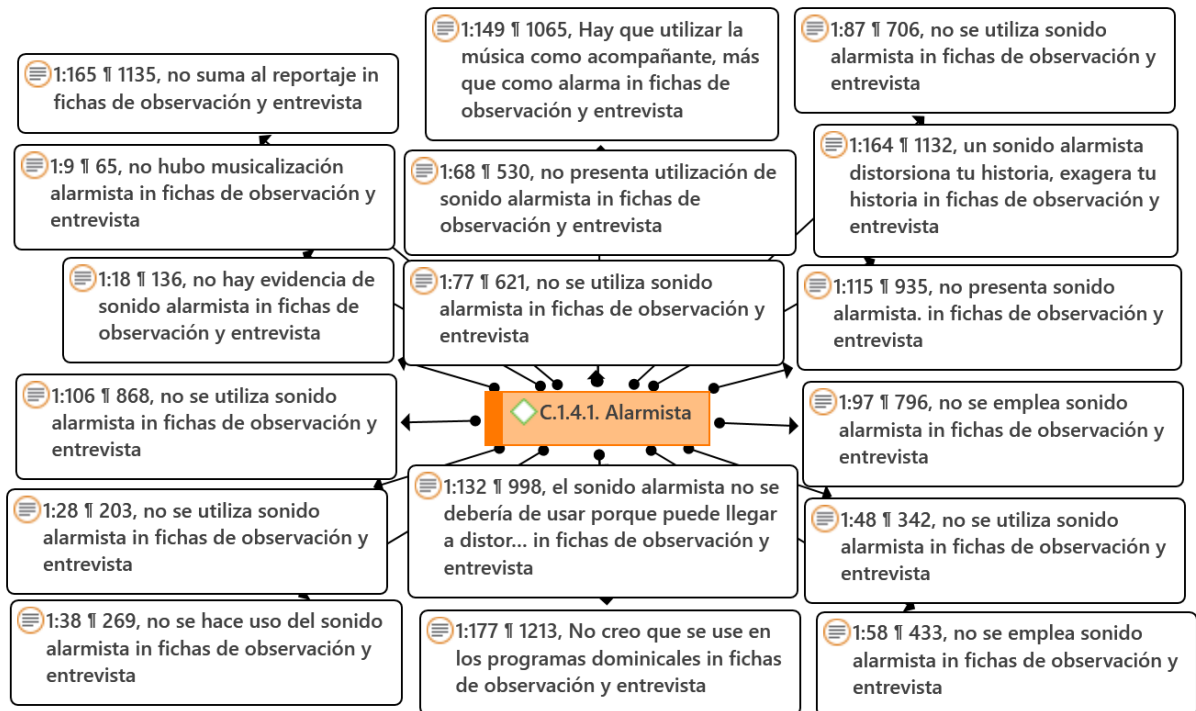 1:149 ¶ 1065, Hay que utilizar la
música como acompañante, más
que como alarma in fichas de
observación y entrevista
1:87 ¶ 706, no se utiliza sonido
alarmista in fichas de observación y
entrevista
1:165 ¶ 1135, no suma al reportaje in
fichas de observación y entrevista
1:9 ¶ 65, no hubo musicalización
alarmista in fichas de observación y
entrevista
1:68 ¶ 530, no presenta utilización de
sonido alarmista in fichas de
observación y entrevista
1:164 ¶ 1132, un sonido alarmista
distorsiona tu historia, exagera tu
historia in fichas de observación y
entrevista
1:18 ¶ 136, no hay evidencia de
sonido alarmista in fichas de
observación y entrevista
1:77 ¶ 621, no se utiliza sonido
alarmista in fichas de observación y
entrevista
1:115 ¶ 935, no presenta sonido
alarmista. in fichas de observación y
entrevista
1:106 ¶ 868, no se utiliza sonido
alarmista in fichas de observación y
entrevista
C.1.4.1. Alarmista
1:97 ¶ 796, no se emplea sonido
alarmista in fichas de observación y
entrevista
1:28 ¶ 203, no se utiliza sonido
alarmista in fichas de observación y
entrevista
1:132 ¶ 998, el sonido alarmista no se
debería de usar porque puede llegar
a distor... in fichas de observación y
entrevista
1:48 ¶ 342, no se utiliza sonido
alarmista in fichas de observación y
entrevista
1:38 ¶ 269, no se hace uso del sonido
alarmista in fichas de observación y
entrevista
1:177 ¶ 1213, No creo que se use en
los programas dominicales in fichas
de observación y entrevista
1:58 ¶ 433, no se emplea sonido
alarmista in fichas de observación y
entrevista